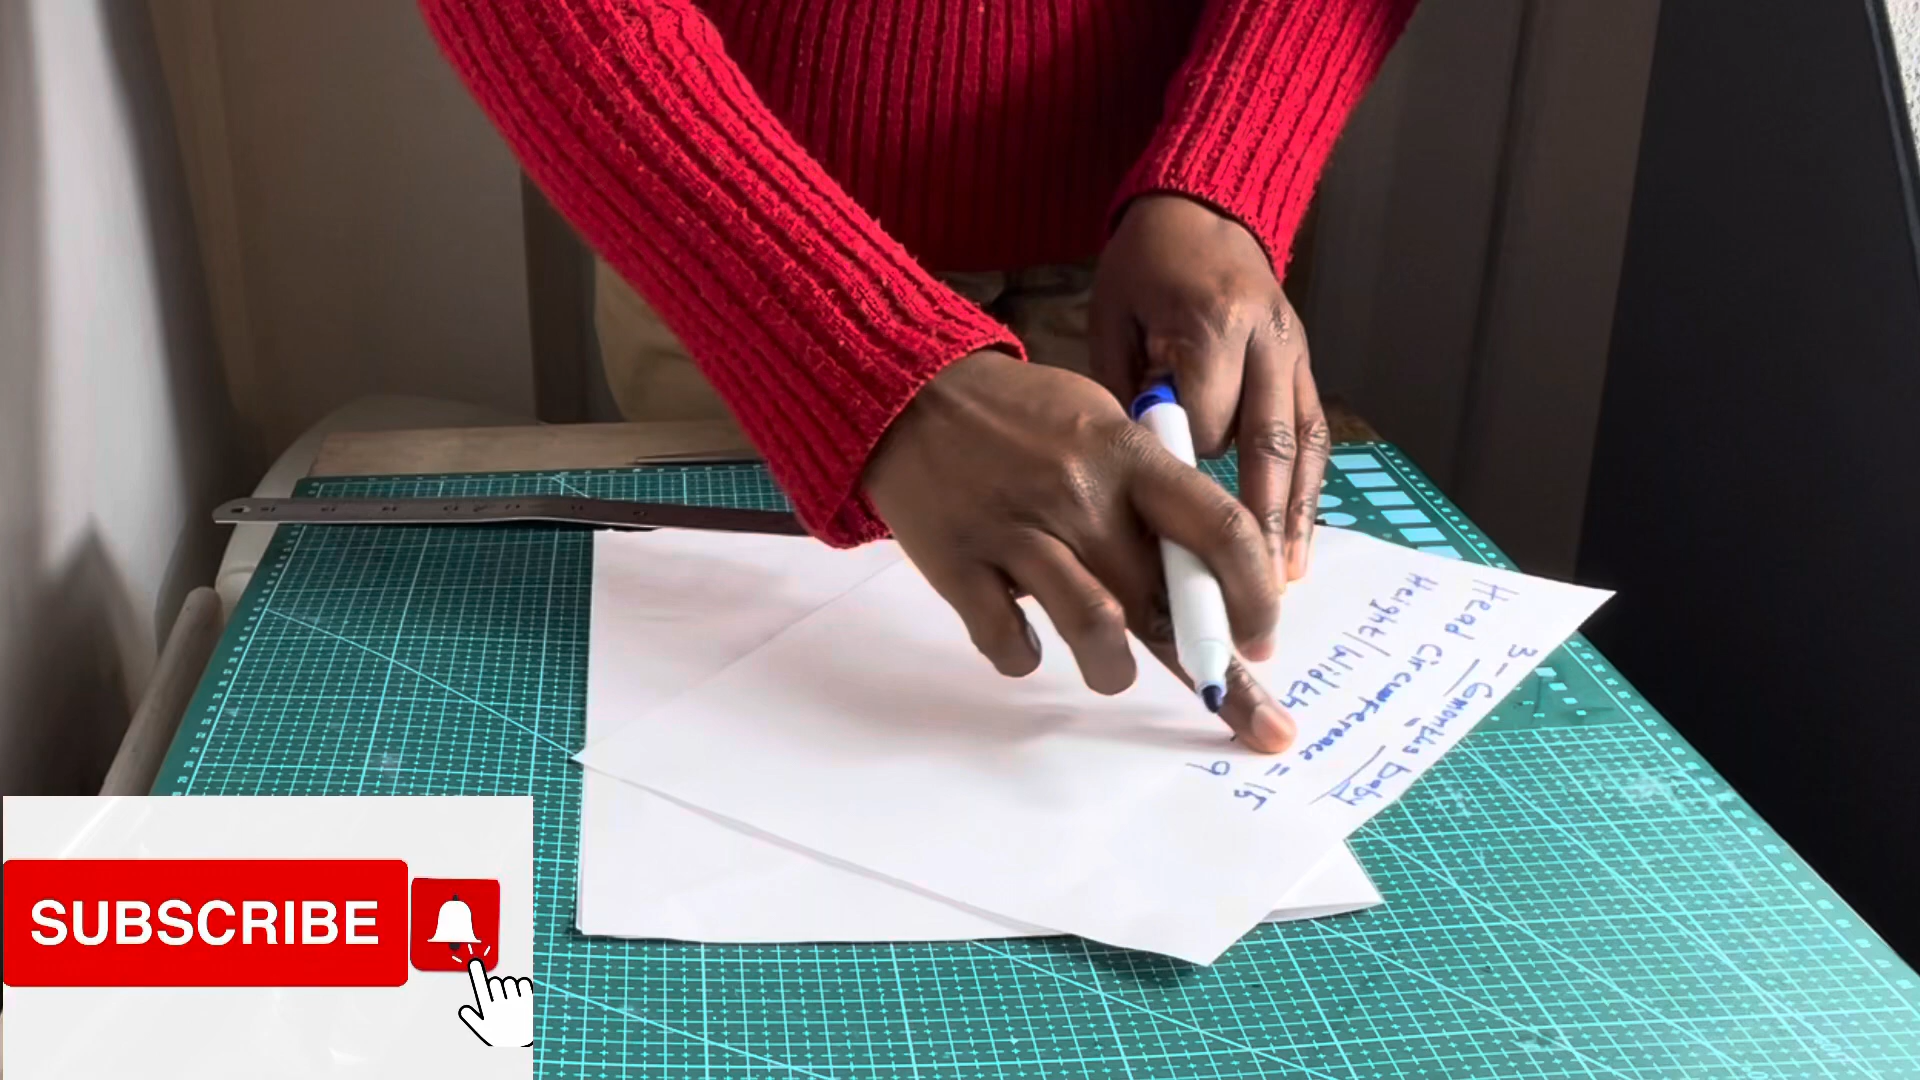 3-6months baby
Head circumference = 15
Height/Width 9
SUBSCRIBE